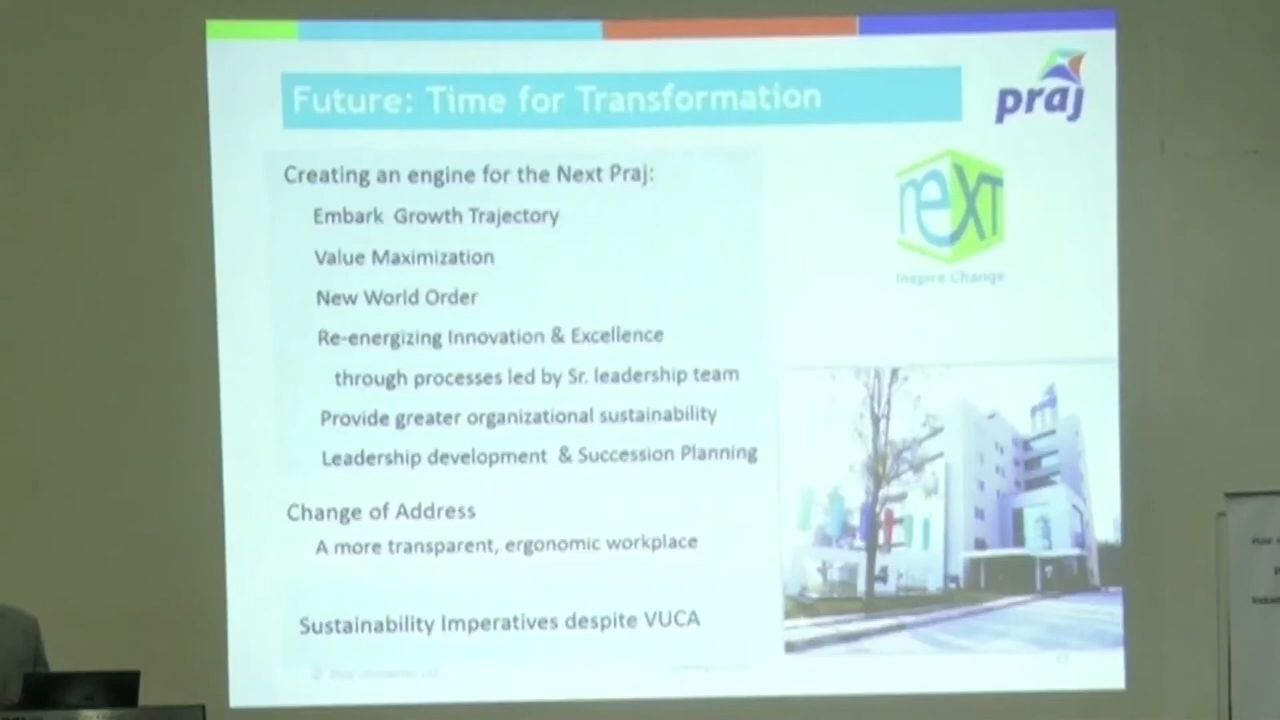 Future: Time for Transformation
praj
Creating an engine for the Next Praj:
neXT
Embark Growth Trajectory
Value Maximization
Inspire Change
New World Order
Re-energizing Innovation & Excellence
through processes led by Sr. leadership team
Provide greater organizational sustainability
Leadership development & Succession Planning
Change of Address
A more transparent, ergonomic workplace
Sustainability Imperatives despite VUCA